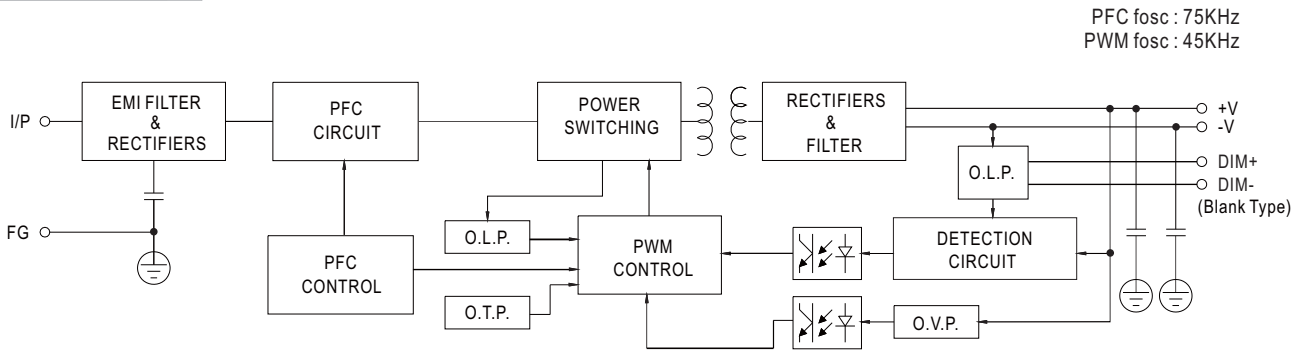 PFC fosc : 75KHz
PWM fosc : 45KHz
I/P
EMI FILTER
&
RECTIFIERS
PFC
CIRCUIT
POWER
SWITCHING
RECTIFIERS
&
FILTER
+V
-V
DIM+
DIM-
(Blank Type)
O.L.P.
FG
O.L.P.
PFC
CONTROL
PWM
CONTROL
DETECTION
CIRCUIT
O.T.P.
O.V.P.